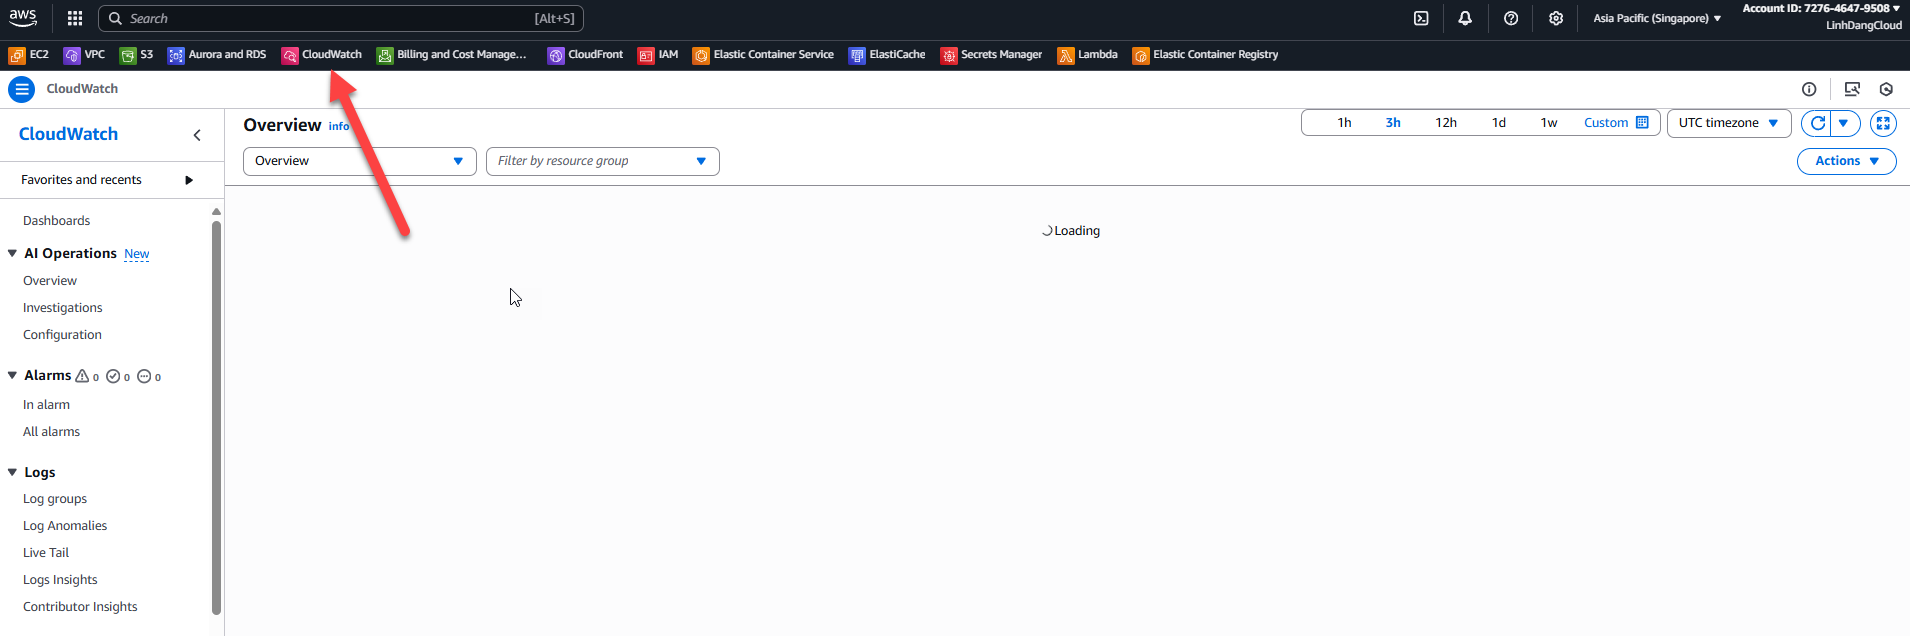 aws Search [Alt+S] Asia Pacific (Singapore) Account ID: 7276-4647-9508
LinhDangCloud
EC2 VPC S3 Aurora and RDS CloudWatch Billing and Cost Manage... CloudFront IAM Elastic Container Service ElastiCache Secrets Manager Lambda Elastic Container Registry
CloudWatch
CloudWatch
Favorites and recents
Dashboards
AI Operations New
Overview
Investigations
Configuration
Alarms 0 0 0
In alarm
All alarms
Logs
Log groups
Log Anomalies
Live Tail
Logs Insights
Contributor Insights
Overview info
1h 3h 12h 1d 1w Custom UTC timezone
Overview Filter by resource group Actions
Loading